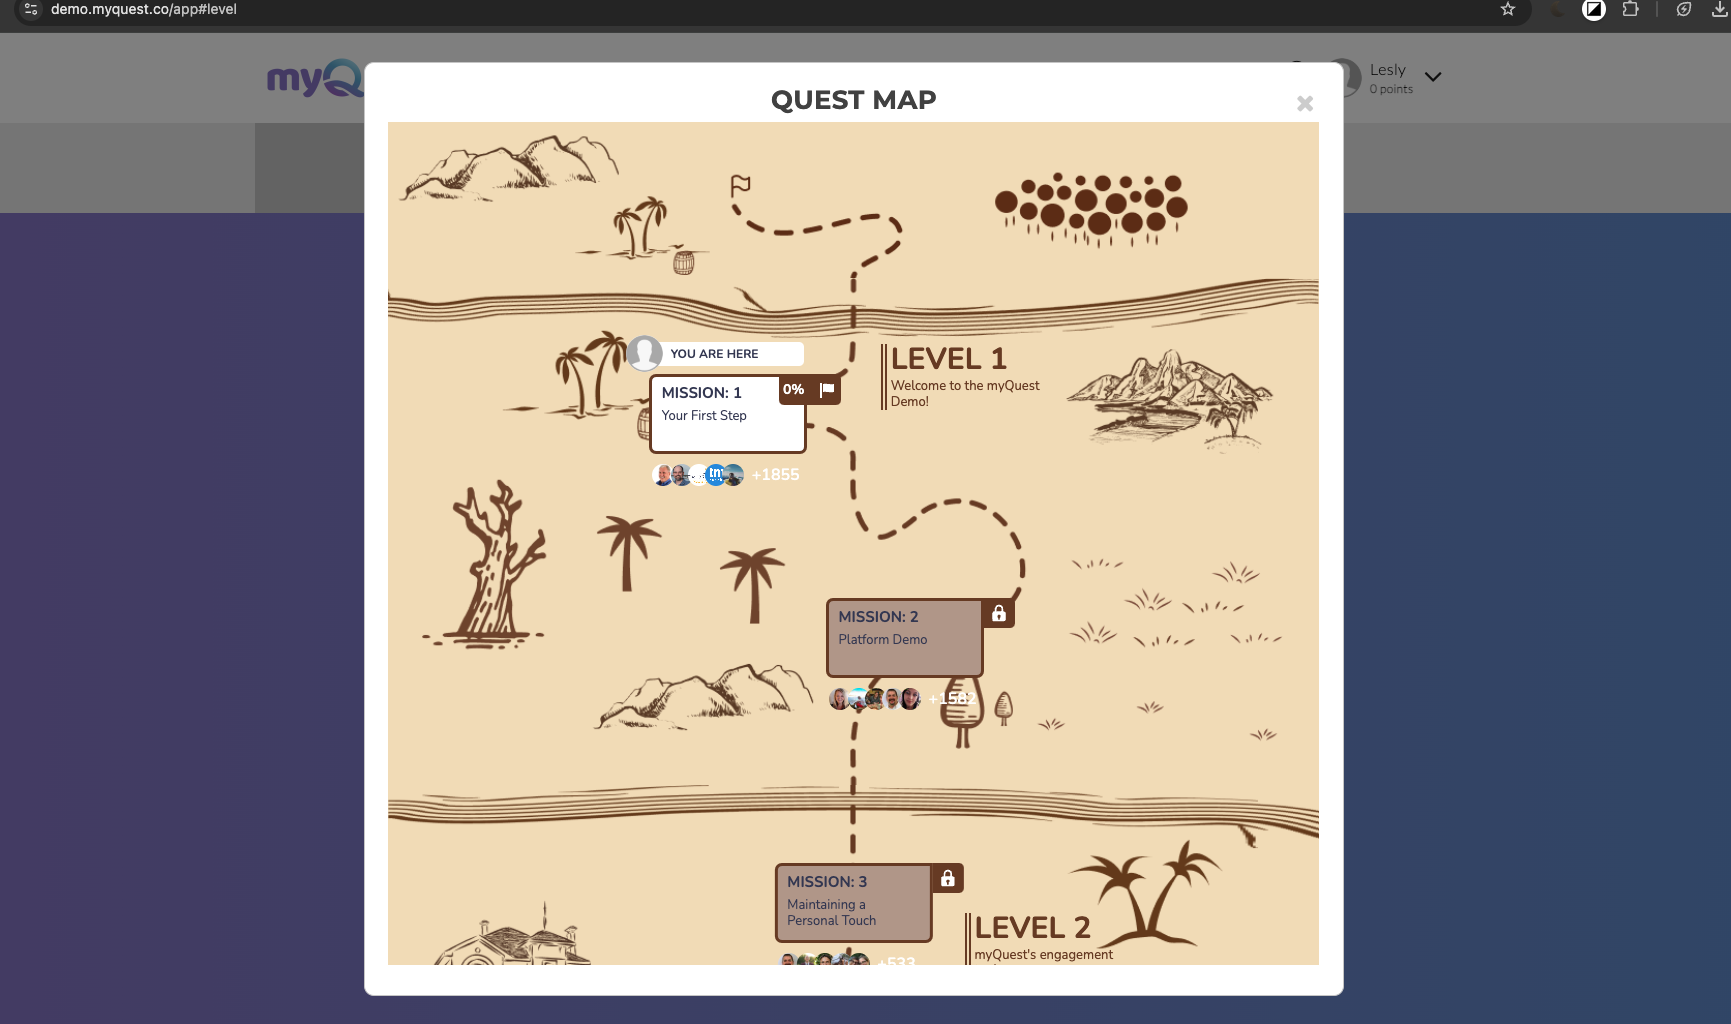 demo.myquest.co/app#level
myQ
Lesly
0 points
QUEST MAP
YOU ARE HERE
MISSION: 1
0%
Your First Step
+1855
LEVEL 1
Welcome to the myQuest
Demo!
MISSION: 2
Platform Demo
+1582
MISSION: 3
Maintaining a
Personal Touch
+533
LEVEL 2
myQuest's engagement